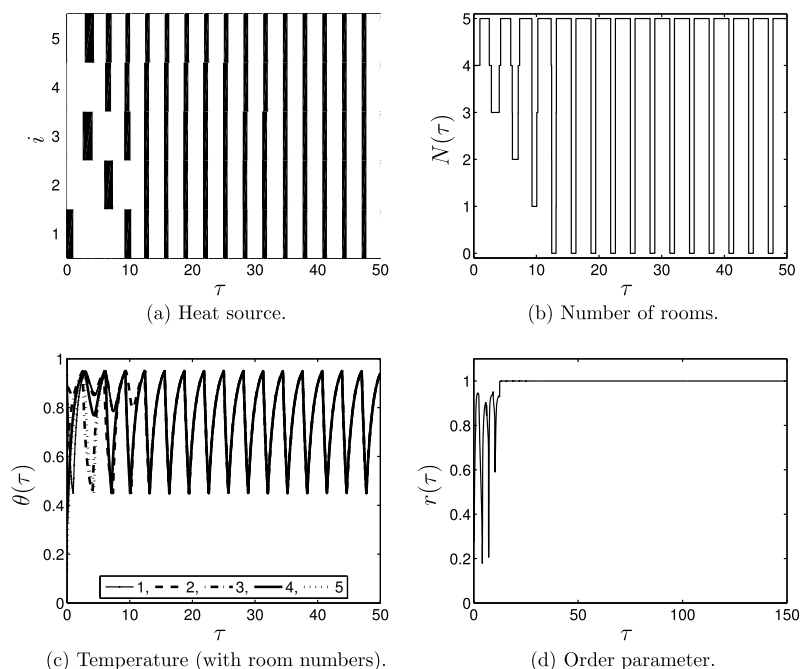 5
4
3
2
1
i
0 10 20 30 40 50
τ
(a) Heat source.
5
4
3
2
1
0
N(τ)
0 10 20 30 40 50
τ
(b) Number of rooms.
1
0.8
0.6
0.4
0.2
0
θ(τ)
1, 2, 3, 4, 5
0 10 20 30 40 50
τ
(c) Temperature (with room numbers).
1
0.8
0.6
0.4
0.2
0
r(τ)
0 50 100 150
τ
(d) Order parameter.